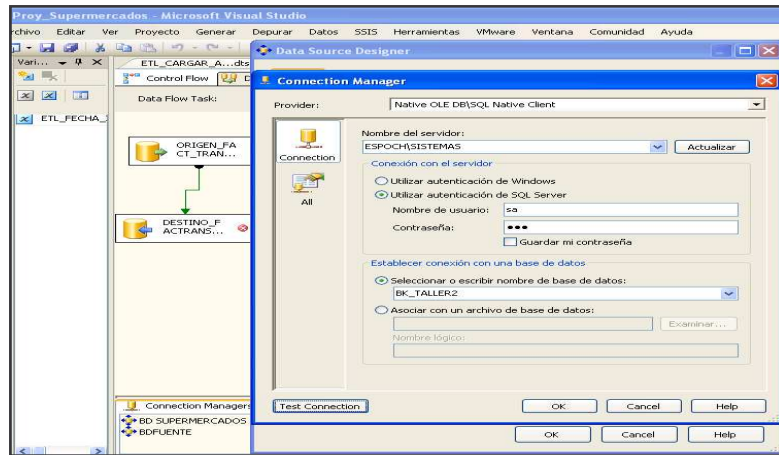 Proy_Supermercados - Microsoft Visual Studio
rchivo Editar Ver Proyecto Generar Depurar Datos SSIS Herramientas VMware Ventana Comunidad Ayuda
Vari...
ETL_CARGAR_A...dts
Data Source Designer
Control Flow
Connection Manager
Data Flow Task:
Provider:
Native OLE DB\SQL Native Client
ETL_FECHA_
Connection
All
Nombre del servidor:
ESPOCH\SISTEMAS
Actualizar
Conexión con el servidor
Utilizar autenticación de Windows
Utilizar autenticación de SQL Server
Nombre de usuario:
sa
Contraseña:
●●●
Guardar mi contraseña
ORIGEN_FA
CT_TRAN...
DESTINO_F
ACTRANS...
Establecer conexión con una base de datos
Seleccionar o escribir nombre de base de datos:
BK_TALLER2
Asociar con un archivo de base de datos:
Examinar...
Nombre lógico:
Connection Managers
BD SUPERMERCADOS
BDFUENTE
Test Connection
OK
Cancel
Help
OK
Cancel
Help